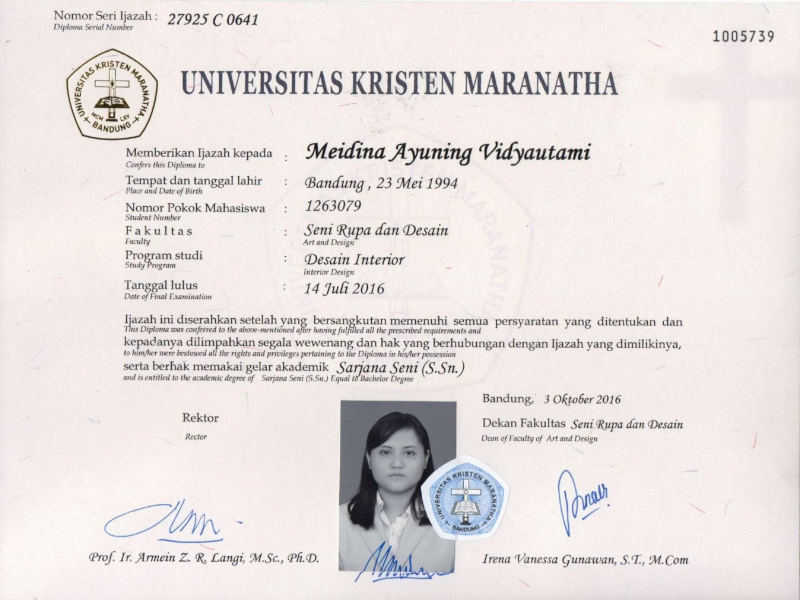 Nomor Seri Ijazah : 27925 C 0641
Diploma Serial Number
1005739
UNIVERSITAS KRISTEN MARANATHA
MCM LXV
BANDUNG
UNIVERSITAS KRISTEN MARANATHA
Memberikan Ijazah kepada : Meidina Ayuning Vidyautami
Confers this Diploma to
Tempat dan tanggal lahir : Bandung , 23 Mei 1994
Place and Date of Birth
Nomor Pokok Mahasiswa : 1263079
Student Number
Fakultas : Seni Rupa dan Desain
Faculty Art and Design
Program studi : Desain Interior
Study Program Interior Design
Tanggal lulus : 14 Juli 2016
Date of Final Examination
Ijazah ini diserahkan setelah yang bersangkutan memenuhi semua persyaratan yang ditentukan dan
This Diploma was conferred to the above-mentioned after having fulfilled all the prescribed requirements and
kepadanya dilimpahkan segala wewenang dan hak yang berhubungan dengan Ijazah yang dimilikinya,
to him/her were bestowed all the rights and privileges pertaining to the Diploma in his/her possession
serta berhak memakai gelar akademik Sarjana Seni (S.Sn.)
and is entitled to the academic degree of Sarjana Seni (S.Sn.) Equal to Bachelor Degree
Bandung, 3 Oktober 2016
Rektor
Rector
Dekan Fakultas Seni Rupa dan Desain
Dean of Faculty of Art and Design
UNIVERSITAS KRISTEN MARANATHA
BANDUNG
Prof. Ir. Armein Z. R. Langi, M.Sc., Ph.D.
Irena Vanessa Gunawan, S.T., M.Com